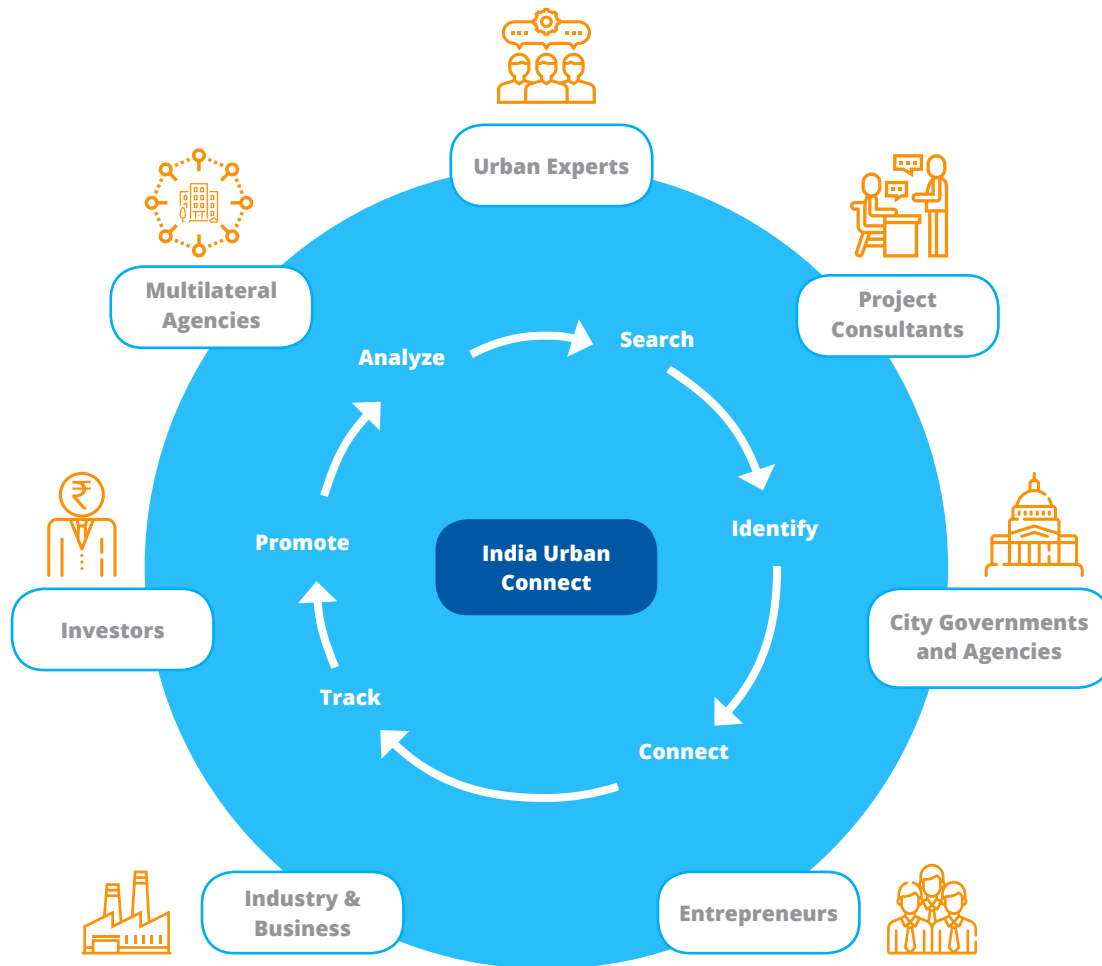 Urban Experts
Multilateral
Agencies
Project
Consultants
Search
Analyze
Promote
Identify
India Urban
Connect
Investors
City Governments
and Agencies
Track
Connect
Industry &
Business
Entrepreneurs
₹